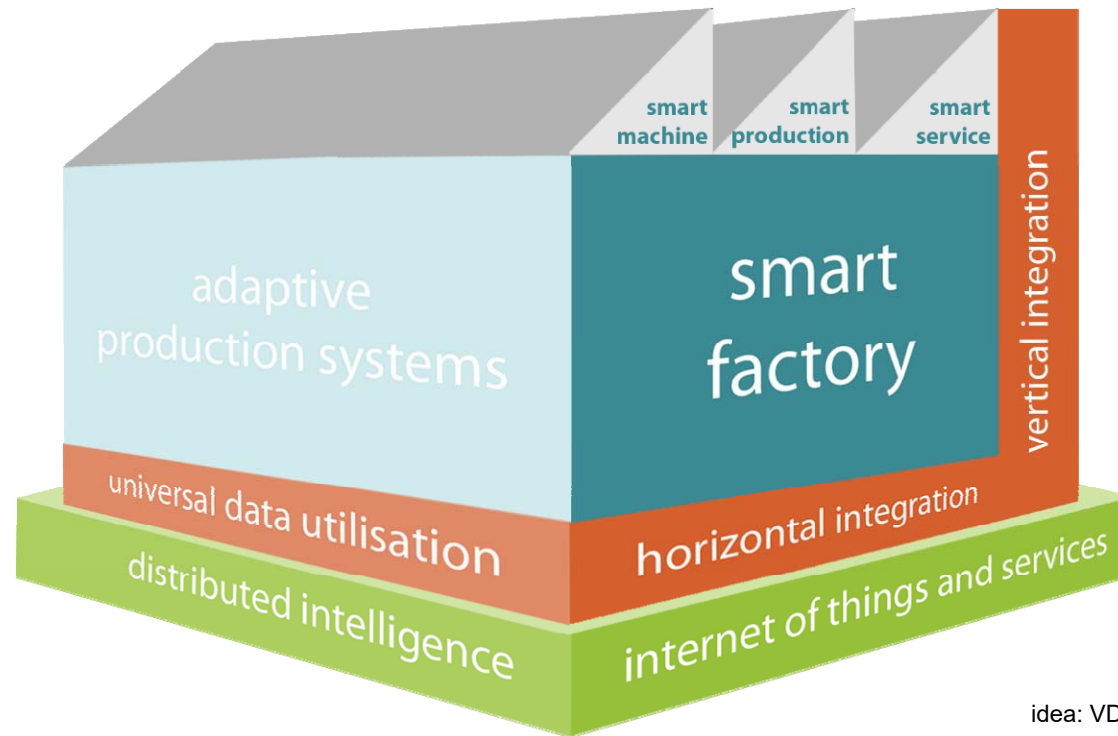 smart
machine
smart
production
smart
service
vertical integration
adaptive
production systems
smart
factory
universal data utilisation
horizontal integration
distributed intelligence
internet of things and services
idea: VD